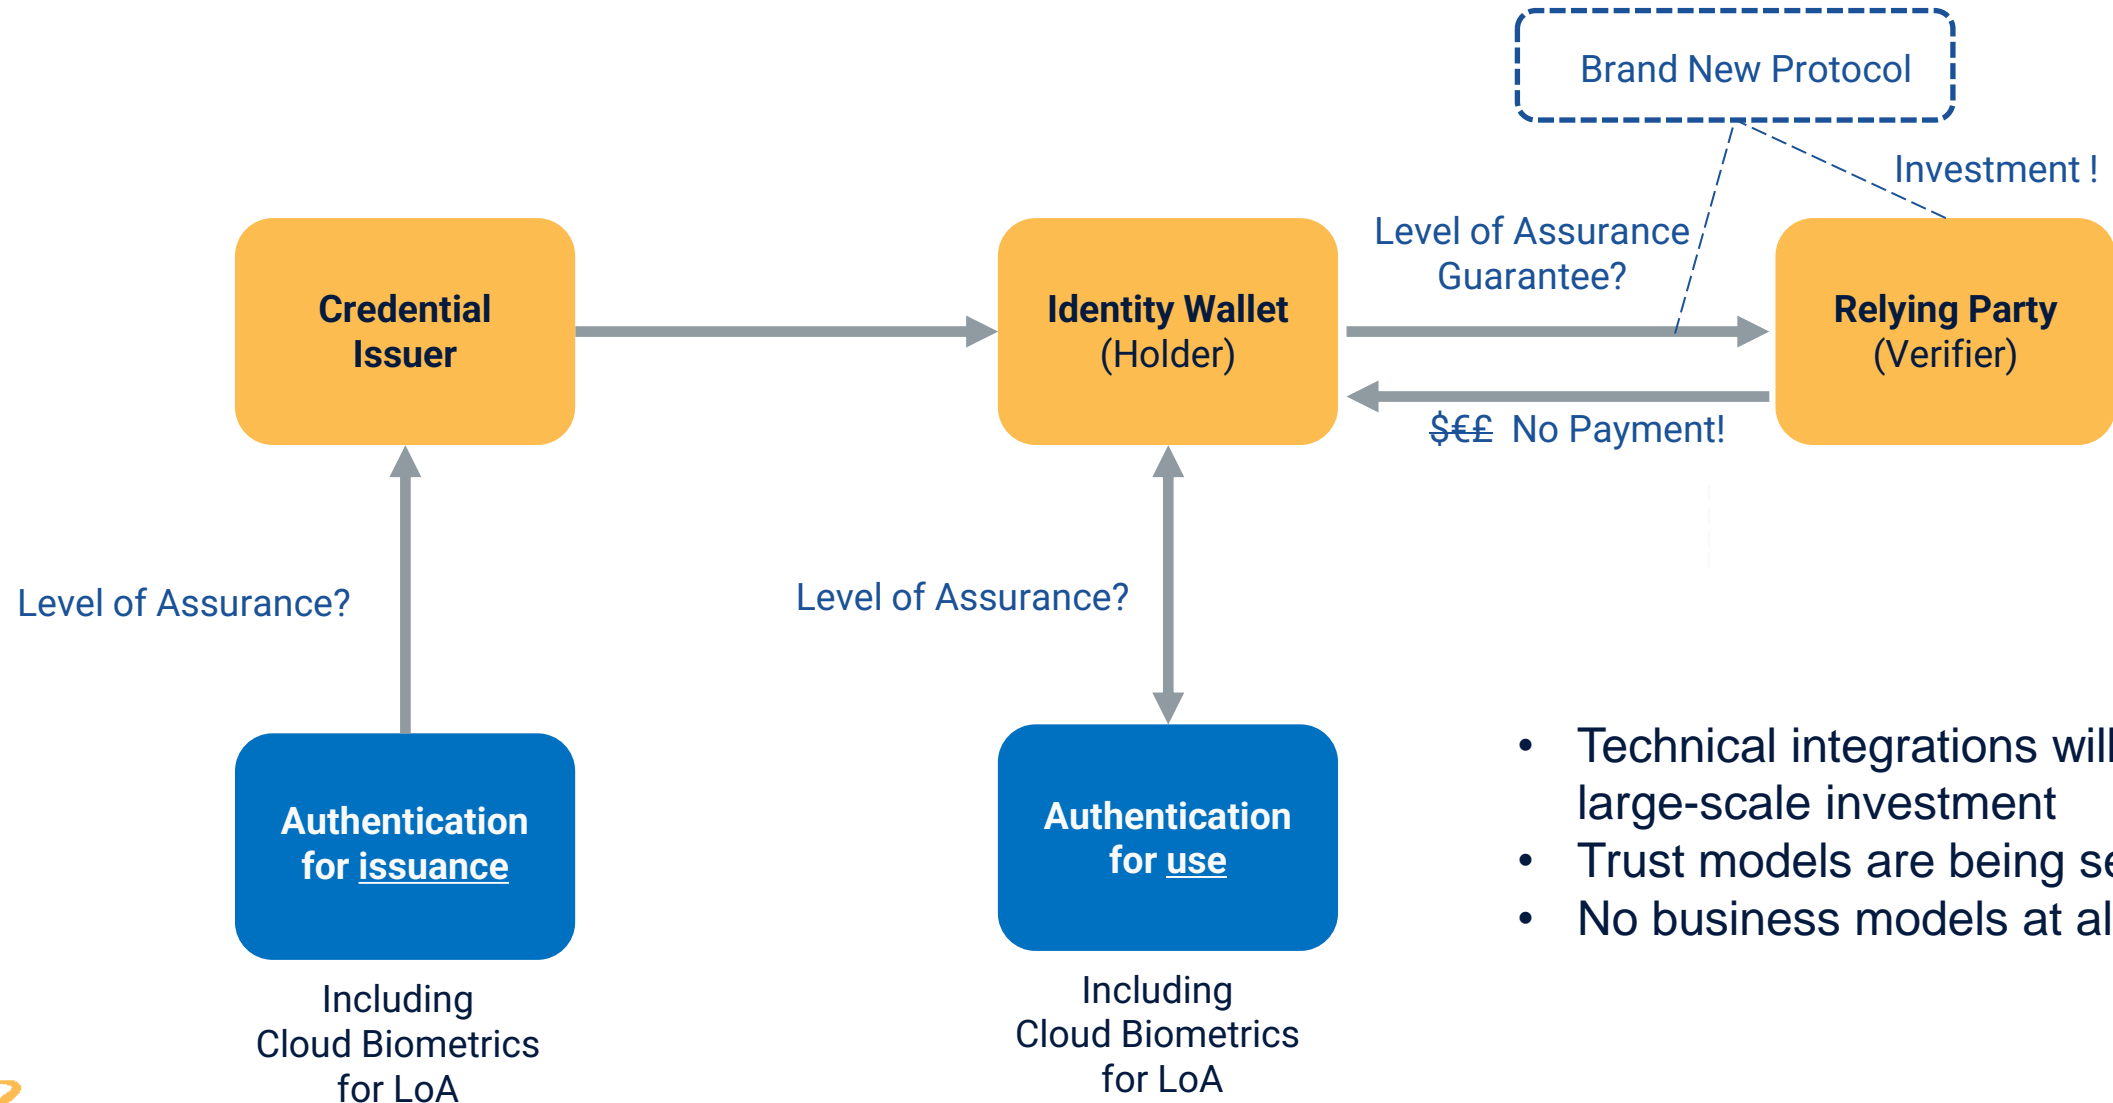 Brand New Protocol
Investment !
Level of Assurance
Guarantee?
Credential
Issuer
Identity Wallet
(Holder)
Relying Party
(Verifier)
$€£ No Payment!
Level of Assurance?
Level of Assurance?
Authentication
for issuance
Authentication
for use
Including
Cloud Biometrics
for LoA
Including
Cloud Biometrics
for LoA
• Technical integrations will
large-scale investment
• Trust models are being
• No business models at